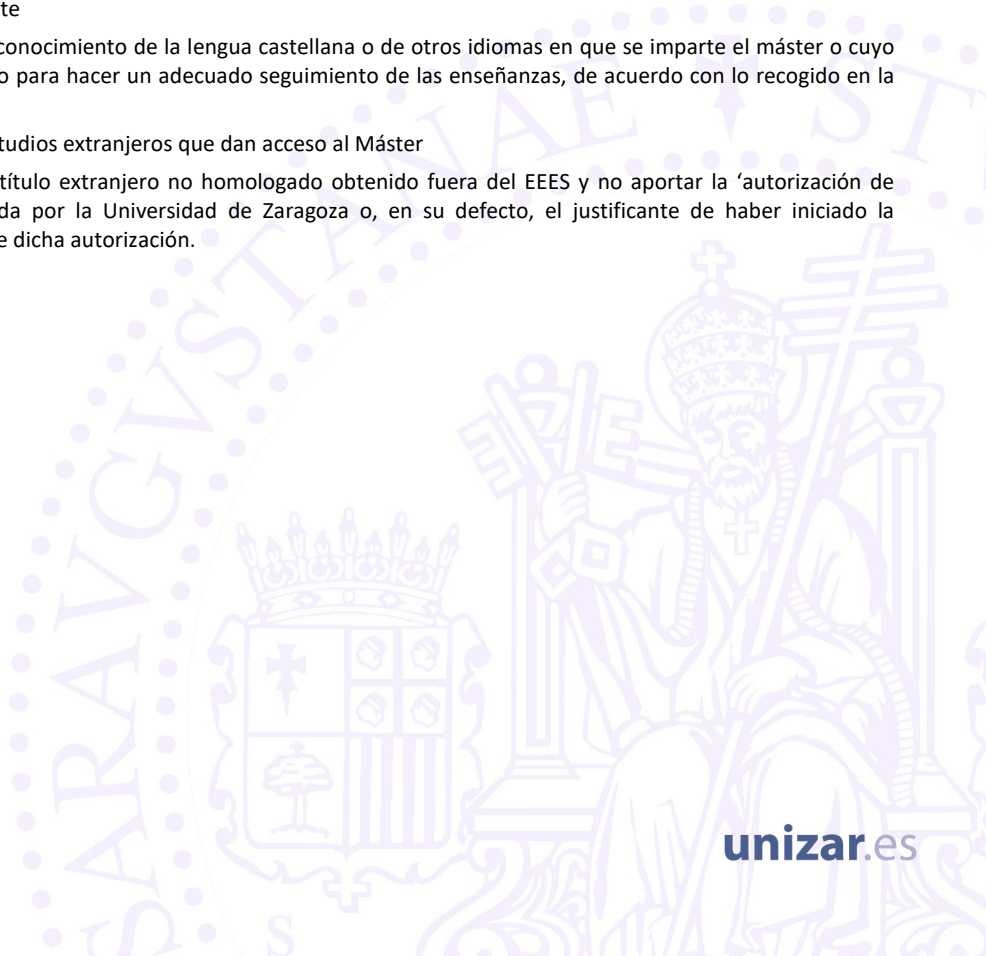 te
conocimiento de la lengua castellana o de otros idiomas en que se imparte el máster o cuyo
o para hacer un adecuado seguimiento de las enseñanzas, de acuerdo con lo recogido en la
tudios extranjeros que dan acceso al Máster
título extranjero no homologado obtenido fuera del EEES y no aportar la ‘autorización de
da por la Universidad de Zaragoza o, en su defecto, el justificante de haber iniciado la
e dicha autorización.
SARAVGVSTANAE ST
S
unizar.es